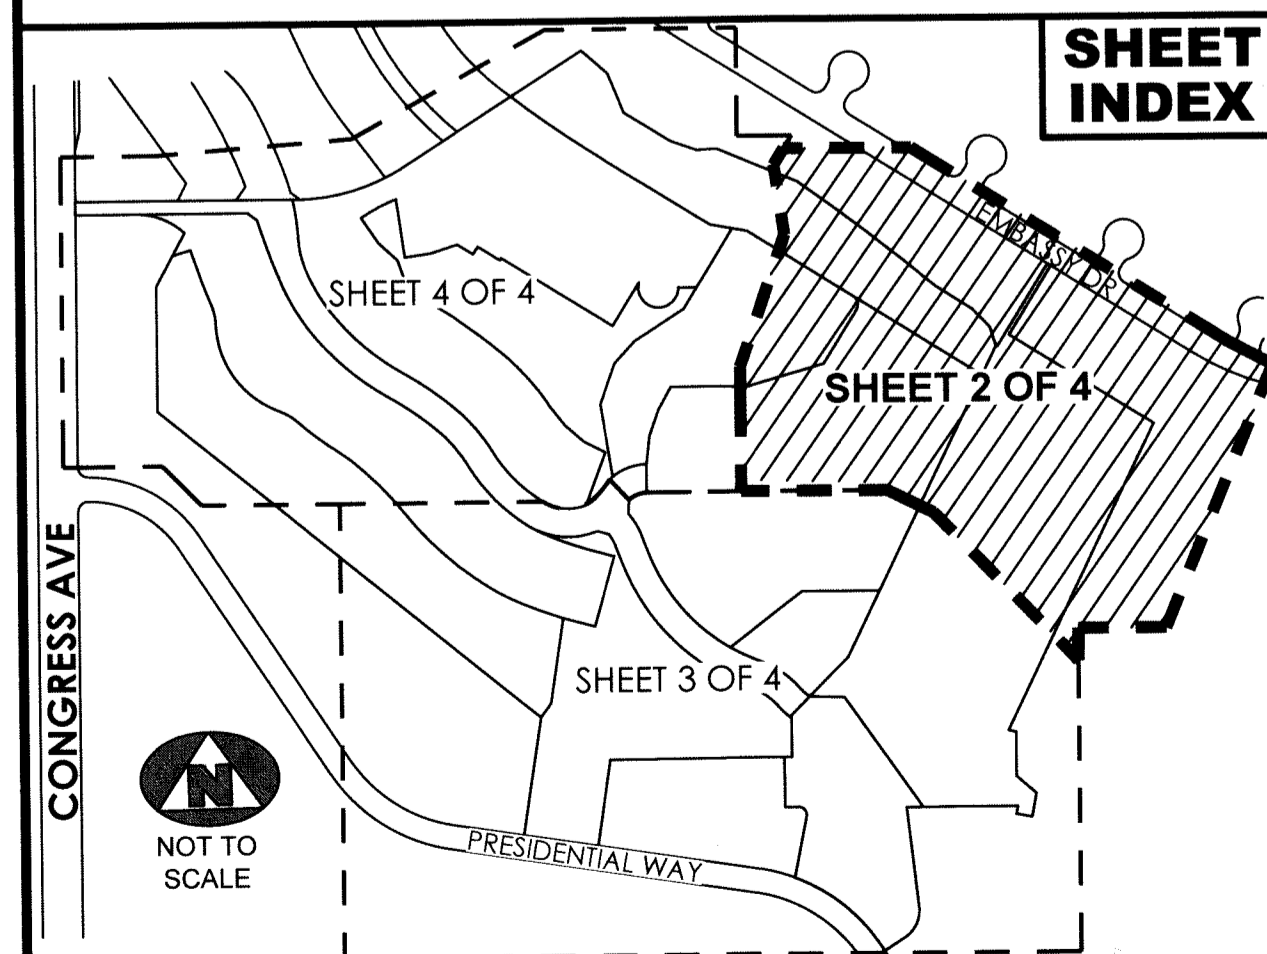 SHEET
INDEX
EMBASSY DR
SHEET 4 OF 4
SHEET 2 OF 4
SHEET 3 OF 4
CONGRESS AVE
N
NOT TO
SCALE
PRESIDENTIAL WAY